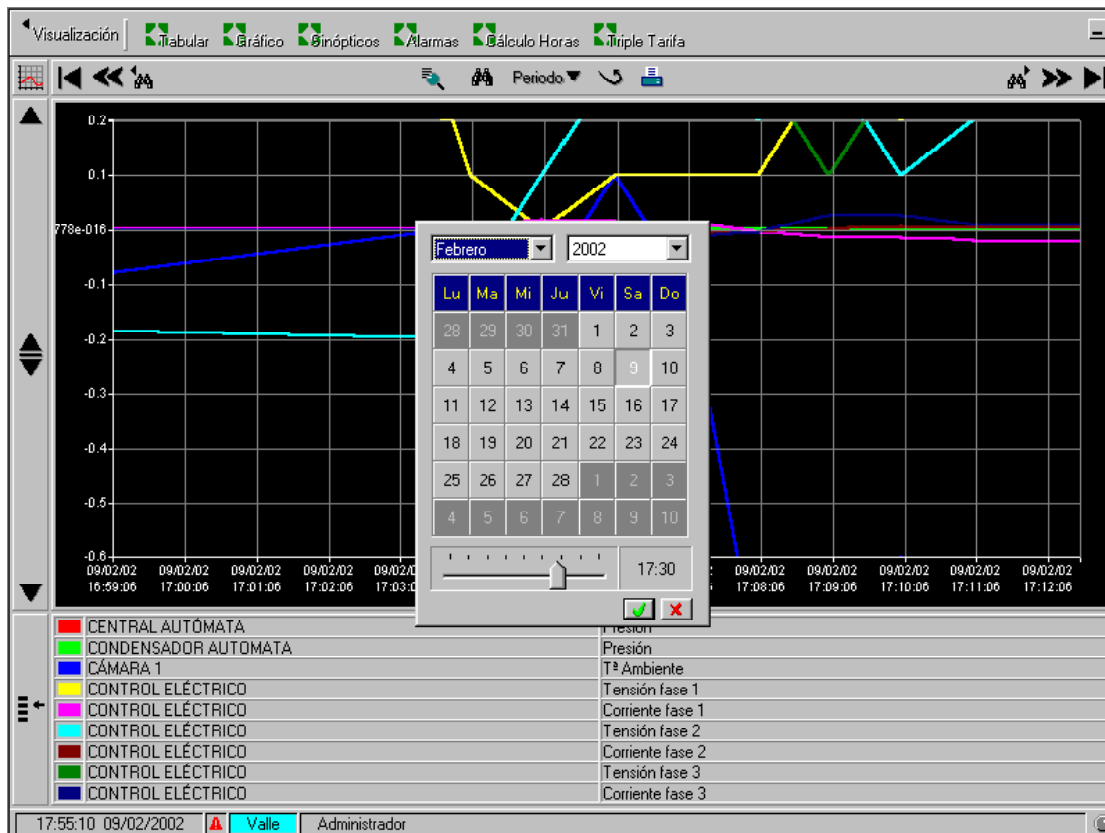 Visualización Tabular Gráfico Sinópticos Alarmas Cálculo Horas Triple Tarifa
Periodo
0.2
0.1
778e-016
-0.1
-0.2
-0.3
-0.4
-0.5
-0.6
Febrero 2002
Lu Ma Mi Ju Vi Sa Do
28 29 30 31 1 2 3
4 5 6 7 8 9 10
11 12 13 14 15 16 17
18 19 20 21 22 23 24
25 26 27 28 1 2 3
4 5 6 7 8 9 10
17:30
09/02/02 09/02/02 09/02/02 09/02/02 09/02/0 09/02/02 09/02/02 09/02/02 09/02/02 09/02/02
16:59:06 17:00:06 17:01:06 17:02:06 17:03:0 17:08:06 17:09:06 17:10:06 17:11:06 17:12:06
CENTRAL AUTÓMATA Presión
CONDENSADOR AUTOMATA Presión
CÁMARA 1 Tª Ambiente
CONTROL ELÉCTRICO Tensión fase 1
CONTROL ELÉCTRICO Corriente fase 1
CONTROL ELÉCTRICO Tensión fase 2
CONTROL ELÉCTRICO Corriente fase 2
CONTROL ELÉCTRICO Tensión fase 3
CONTROL ELÉCTRICO Corriente fase 3
17:55:10 09/02/2002 Valle Administrador